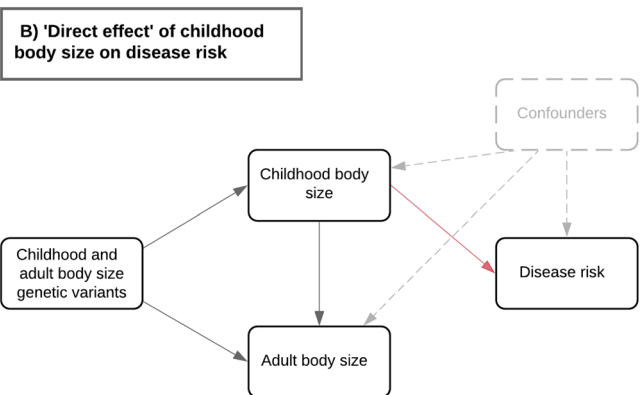 B) 'Direct effect' of childhood
body size on disease risk
Confounders
Childhood body
size
Childhood and
adult body size
genetic variants
Disease risk
Adult body size